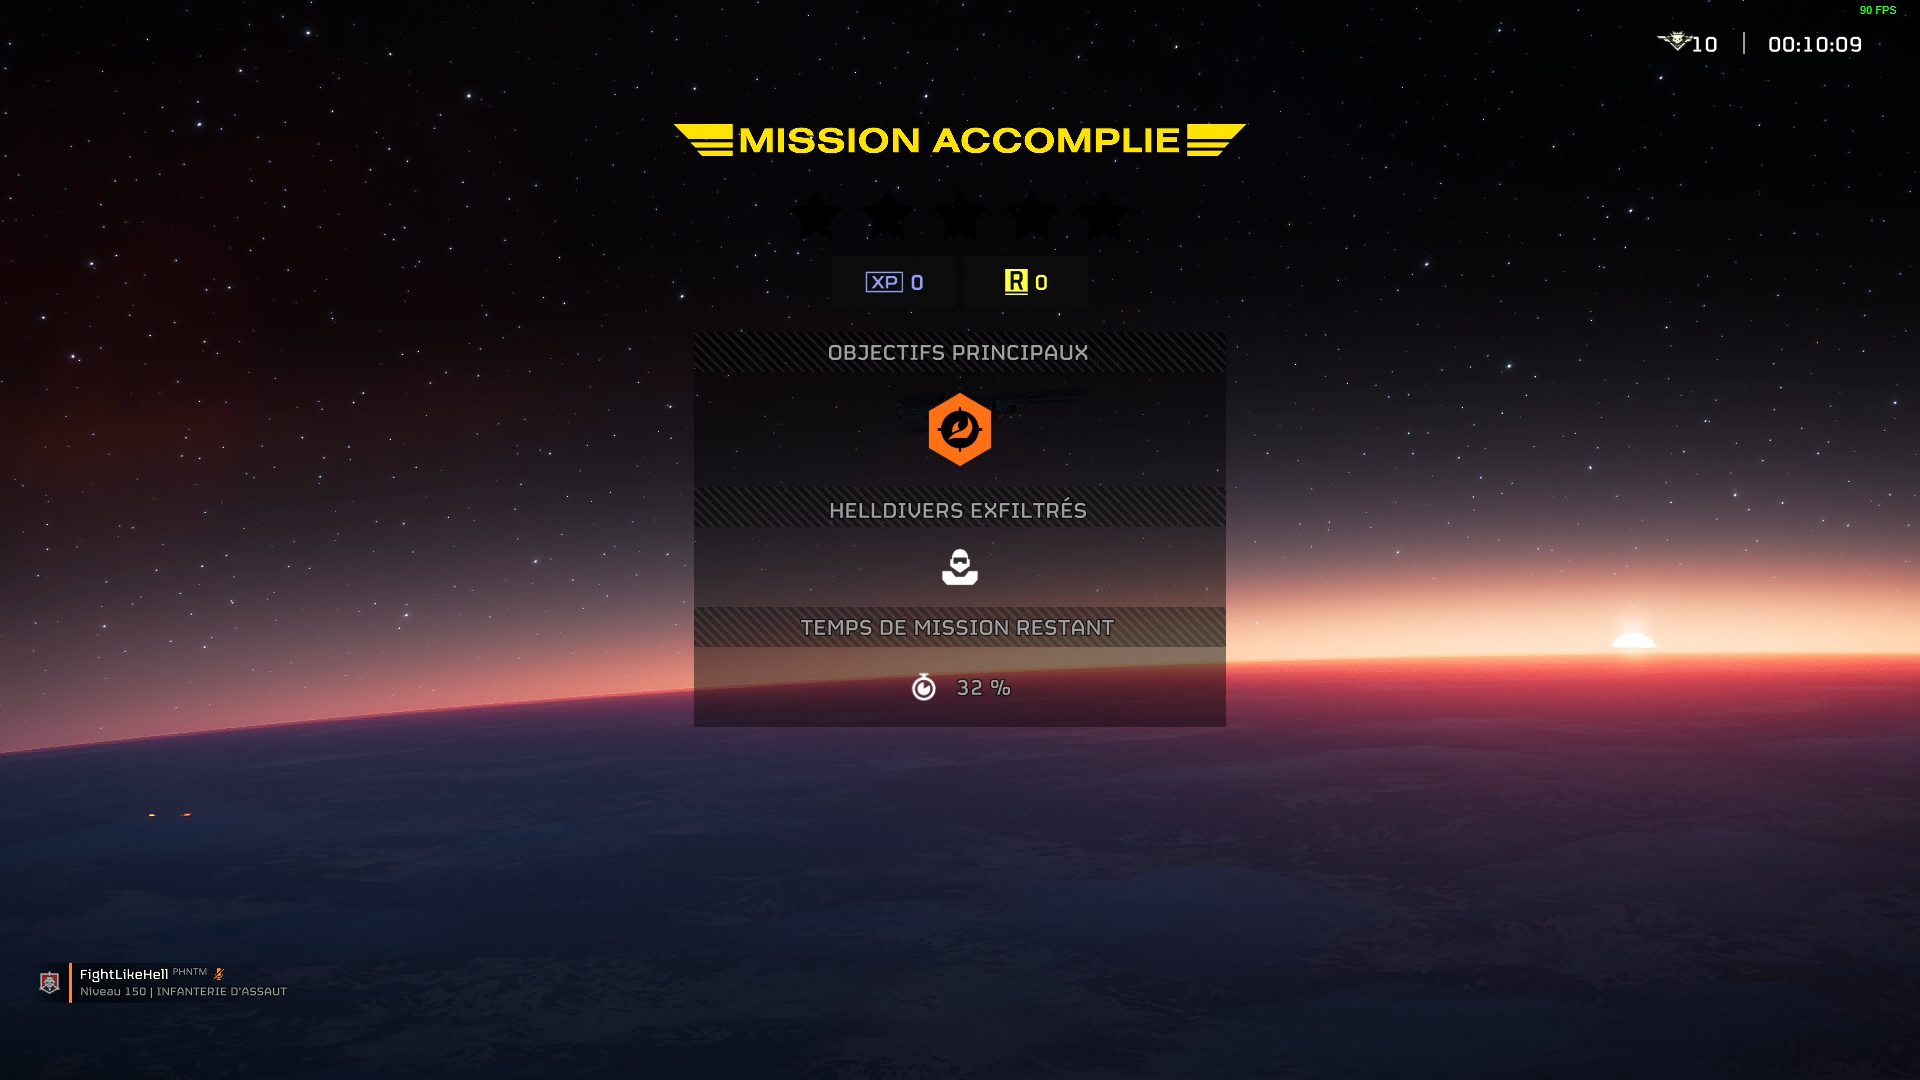 90 FPS
10 | 00:10:09
MISSION ACCOMPLIE
XP 0
R 0
OBJECTIFS PRINCIPAUX
HELLDIVERS EXFILTRÉS
TEMPS DE MISSION RESTANT
32 %
FightLikeHell PHNTM
Niveau 150 | INFANTERIE D'ASSAUT